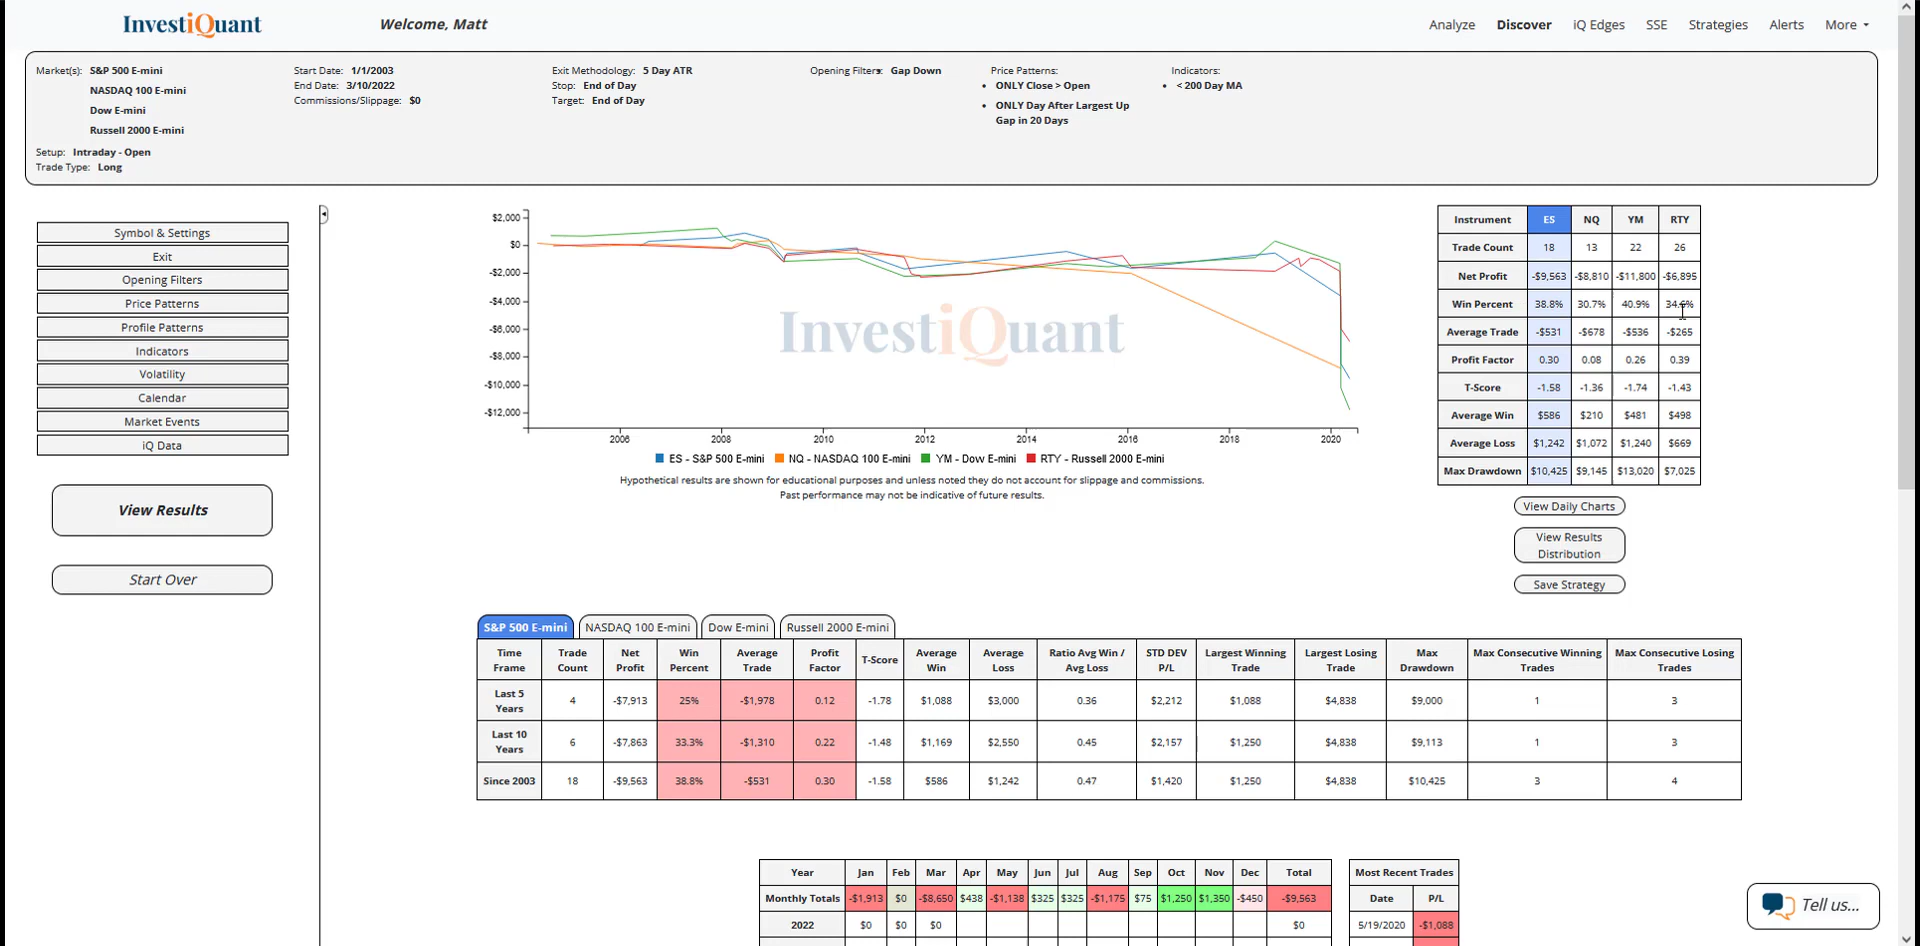 InvestiQuant
Welcome, Matt
Analyze Discover iQ Edges SSE Strategies Alerts More
Market(s): S&P 500 E-mini
NASDAQ 100 E-mini
Dow E-mini
Russell 2000 E-mini
Setup: Intraday - Open
Trade Type: Long
Start Date: 1/1/2003
End Date: 3/10/2022
Commissions/Slippage: $0
Exit Methodology: 5 Day ATR
Stop: End of Day
Target: End of Day
Opening Filters: • Gap Down
Price Patterns:
• ONLY Close > Open
• ONLY Day After Largest Up
Gap in 20 Days
Indicators:
• < 200 Day MA
Symbol & Settings
Exit
Opening Filters
Price Patterns
Profile Patterns
Indicators
Volatility
Calendar
Market Events
iQ Data
View Results
Start Over
$2,000
$0
-$2,000
-$4,000
-$6,000
-$8,000
-$10,000
-$12,000
InvestiQuant
2006 2008 2010 2012 2014 2016 2018 2020
ES - S&P 500 E-mini NQ - NASDAQ 100 E-mini YM - Dow E-mini RTY - Russell 2000 E-mini
Hypothetical results are shown for educational purposes and unless noted they do not account for slippage and commissions.
Past performance may not be indicative of future results.
Instrument ES NQ YM RTY
Trade Count 18 13 22 26
Net Profit -$9,563 -$8,810 -$11,800 -$6,895
Win Percent 38.8% 30.7% 40.9%
Average Trade -$531 -$678 -$536 -$265
Profit Factor 0.30 0.08 0.26 0.39
T-Score -1.58 -1.36 -1.74 -1.43
Average Win $586 $210 $481 $498
Average Loss $1,242 $1,072 $1,240 $669
Max Drawdown $10,425 $9,145 $13,020 $7,025
View Daily Charts
View Results
Distribution
Save Strategy
S&P 500 E-mini NASDAQ 100 E-mini Dow E-mini Russell 2000 E-mini
Time Frame Trade Count Net Profit Win Percent Average Trade Profit Factor T-Score Average Win Average Loss Ratio Avg Win / Avg Loss STD DEV P/L Largest Winning Trade Largest Losing Trade Max Drawdown Max Consecutive Winning Trades Max Consecutive Losing Trades
Last 5 Years 4 -$7,913 25% -$1,978 0.12 -1.78 $1,088 $3,000 0.36 $2,212 $1,088 $4,838 $9,000 1 3
Last 10 Years 6 -$7,863 33.3% -$1,310 0.22 -1.48 $1,169 $2,550 0.45 $2,157 $1,250 $4,838 $9,113 1 3
Since 2003 18 -$9,563 38.8% -$531 0.30 -1.58 $586 $1,242 0.47 $1,420 $1,250 $4,838 $10,425 3 4
Year Jan Feb Mar Apr May Jun Jul Aug Sep Oct Nov Dec Total
Monthly Totals -$1,913 $0 -$8,650 $438 -$1,138 $325 $325 -$1,175 $75 $1,250 $1,350 -$450 -$9,563
2022 $0 $0 $0 $0
Most Recent Trades
Date P/L
5/19/2020 -$1,088
Tell us...